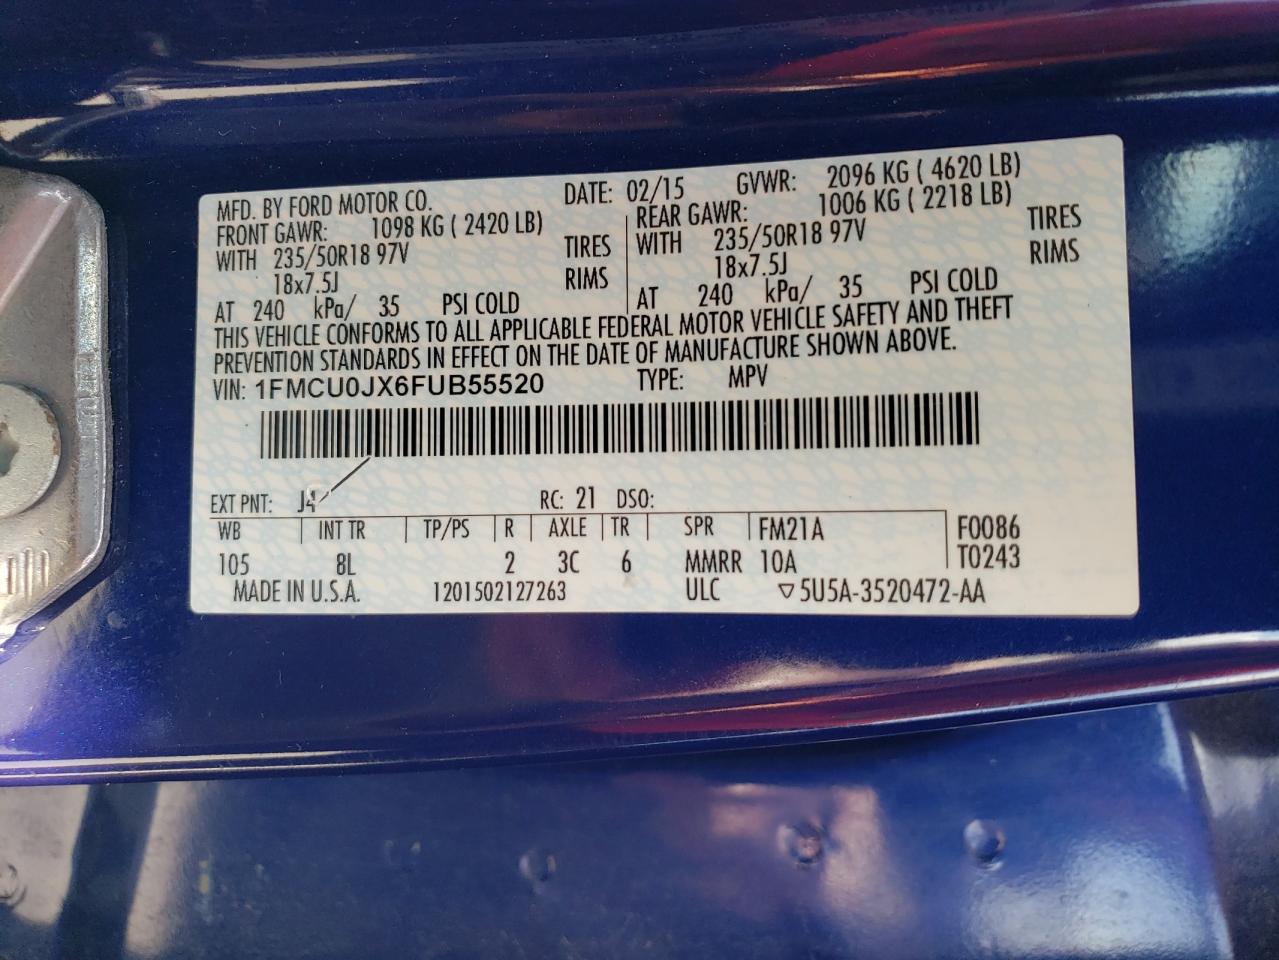 MFD. BY FORD MOTOR CO. DATE: 02/15 GVWR: 2096 KG ( 4620 LB)
FRONT GAWR: 1098 KG ( 2420 LB) REAR GAWR: 1006 KG ( 2218 LB)
WITH 235/50R18 97V TIRES WITH 235/50R18 97V TIRES
18x7.5J RIMS 18x7.5J RIMS
AT 240 kPa/ 35 PSI COLD AT 240 kPa/ 35 PSI COLD
THIS VEHICLE CONFORMS TO ALL APPLICABLE FEDERAL MOTOR VEHICLE SAFETY AND THEFT
PREVENTION STANDARDS IN EFFECT ON THE DATE OF MANUFACTURE SHOWN ABOVE.
VIN: 1FMCU0JX6FUB55520 TYPE: MPV
EXT PNT: J4 RC: 21 DSO:
WB INT TR TP/PS R AXLE TR SPR FM21A F0086
105 8L 2 3C 6 MMRR 10A T0243
MADE IN U.S.A. 1201502127263 ULC ▽5U5A-3520472-AA